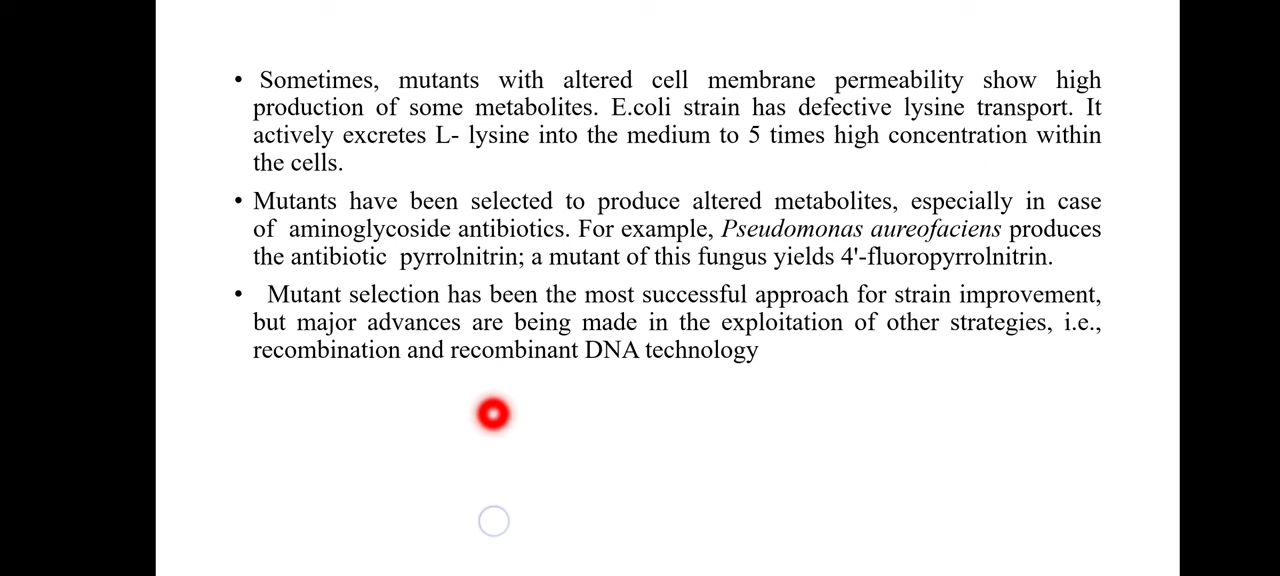 • Sometimes, mutants with altered cell membrane permeability show high
production of some metabolites. E.coli strain has defective lysine transport. It
actively excretes L- lysine into the medium to 5 times high concentration within
the cells.
• Mutants have been selected to produce altered metabolites, especially in case
of aminoglycoside antibiotics. For example, Pseudomonas aureofaciens produces
the antibiotic pyrrolnitrin; a mutant of this fungus yields 4'-fluoropyrrolnitrin.
• Mutant selection has been the most successful approach for strain improvement,
but major advances are being made in the exploitation of other strategies, i.e.,
recombination and recombinant DNA technology